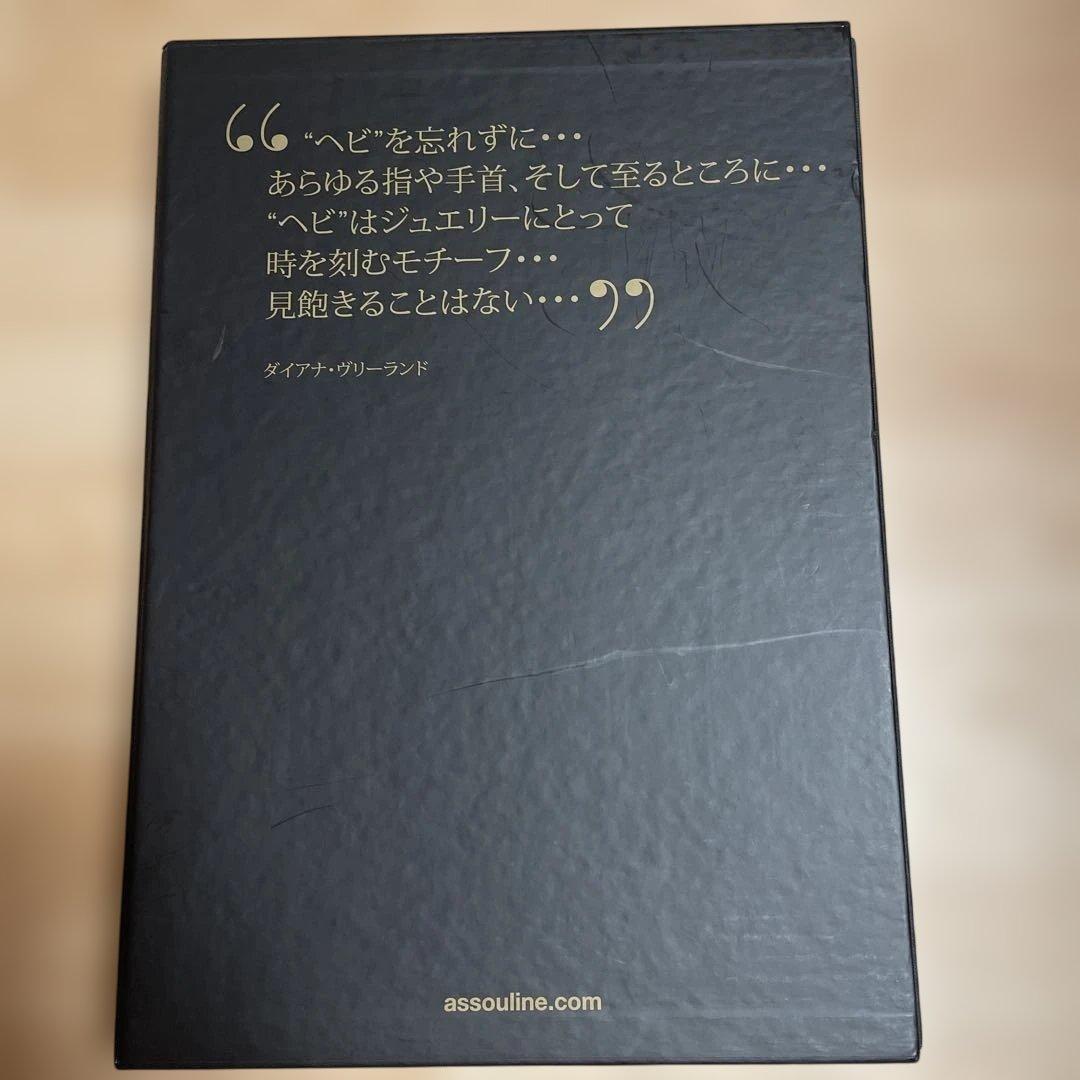 “ “ヘビ”を忘れずに・・・
あらゆる指や手首、そして至るところに・・・
“ヘビ”はジュエリーにとって
時を刻むモチーフ・・・
見飽きることはない・・・ ”
ダイアナ・ヴリーランド
assouline.com